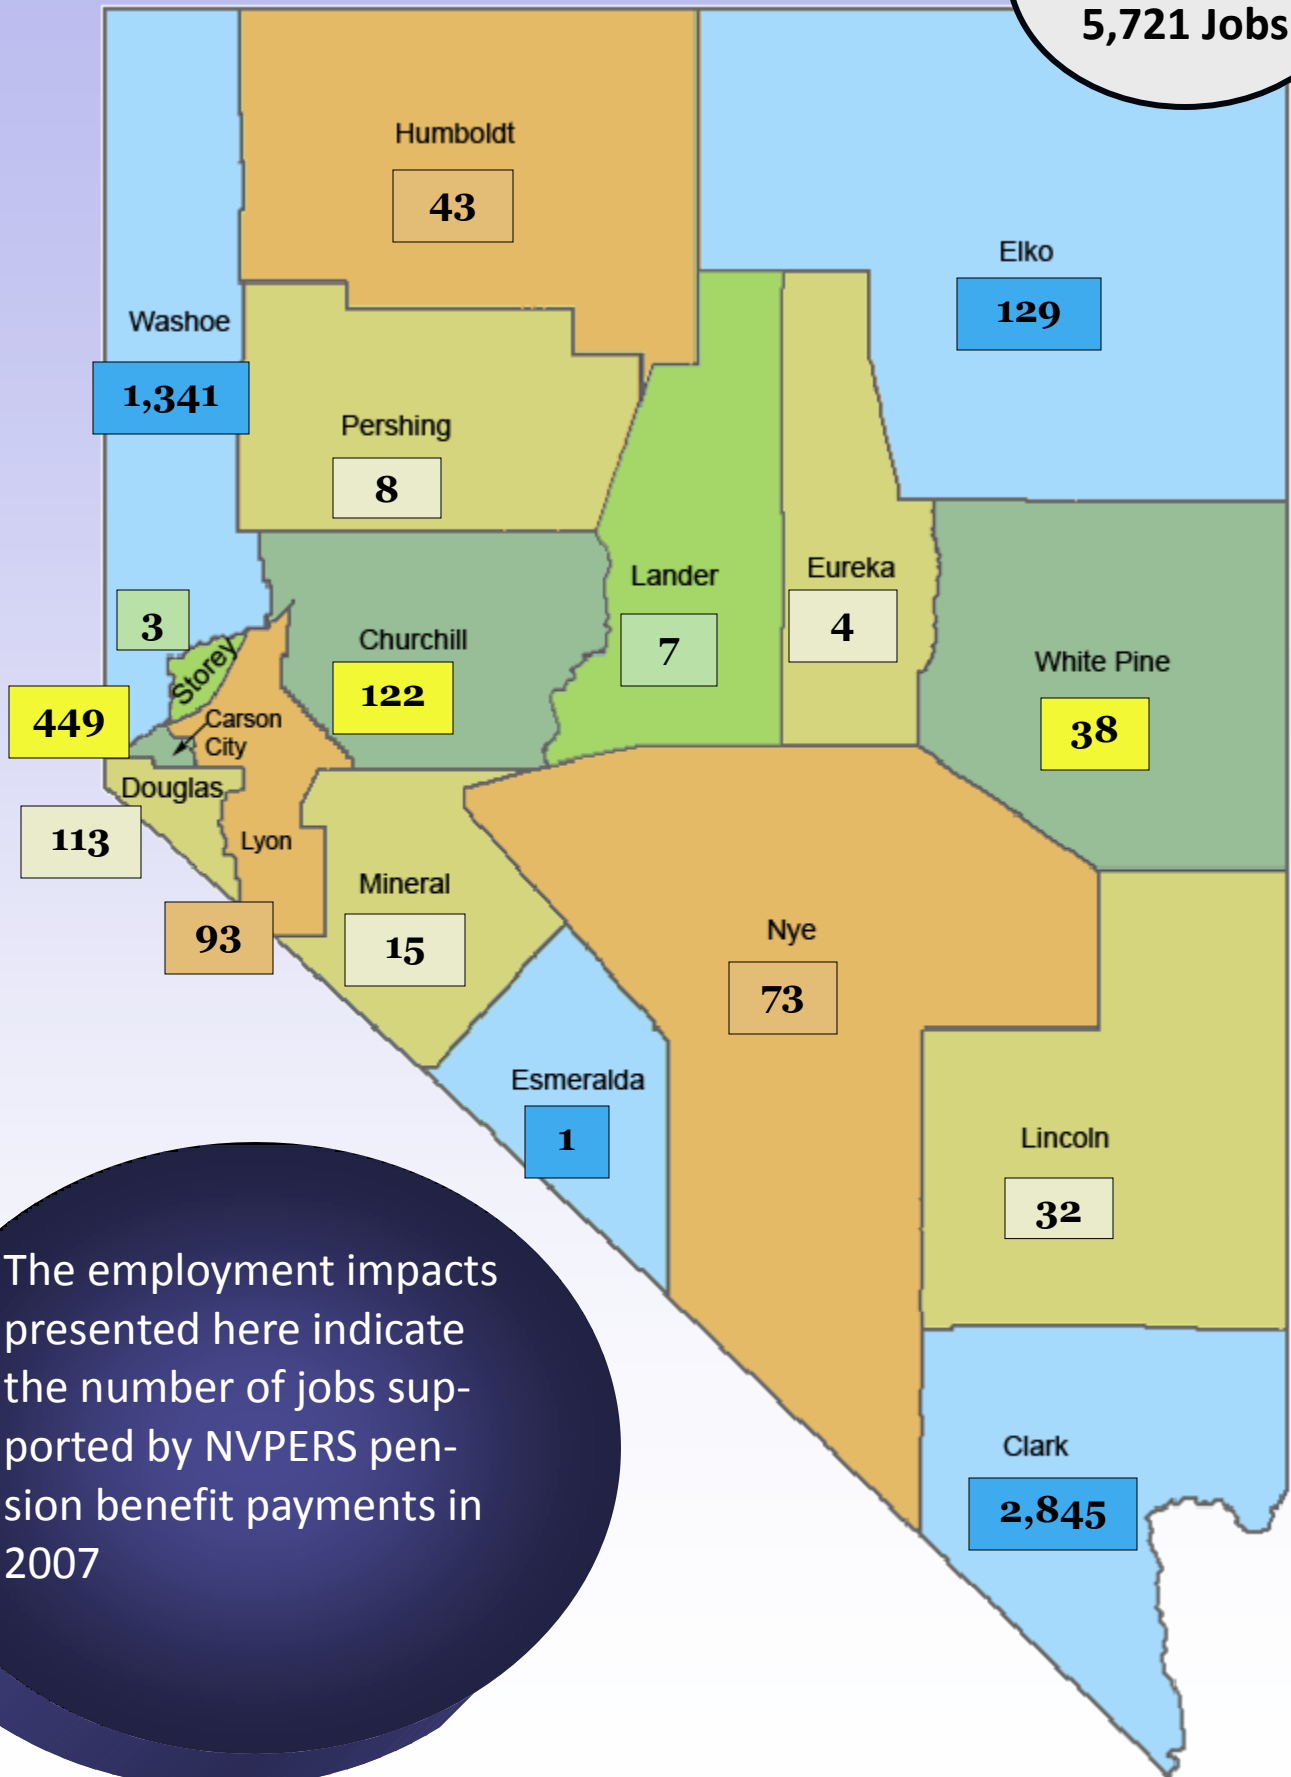 5,721 Jobs
Humboldt
43
Elko
129
Washoe
1,341
Pershing
8
Lander
7
Eureka
4
3
Storey
Churchill
122
White Pine
38
449
Carson
City
Douglas
113
Lyon
93
Mineral
15
Nye
73
Esmeralda
1
Lincoln
32
Clark
2,845
The employment impacts
presented here indicate
the number of jobs sup-
ported by NVPERS pen-
sion benefit payments in
2007